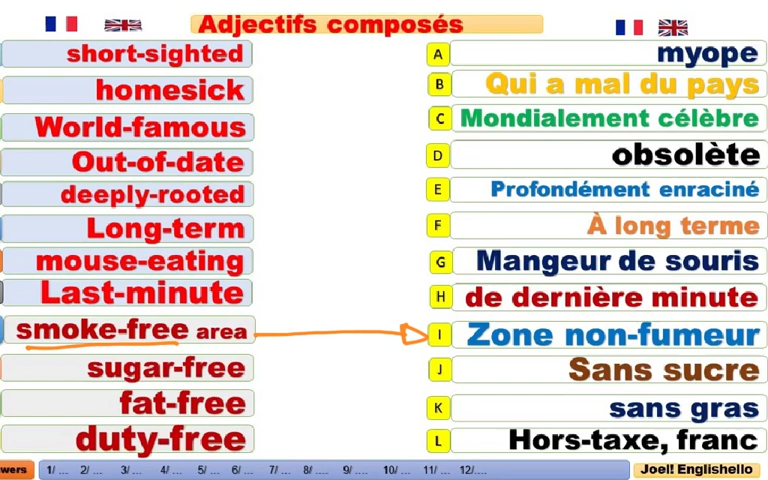 Adjectifs composés
short-sighted
homesick
World-famous
Out-of-date
deeply-rooted
Long-term
mouse-eating
Last-minute
smoke-free area
sugar-free
fat-free
duty-free
A myope
B Qui a mal du pays
C Mondialement célèbre
D obsolète
E Profondément enraciné
F À long terme
G Mangeur de souris
H de dernière minute
I Zone non-fumeur
J Sans sucre
K sans gras
L Hors-taxe, franc
wers 1/ ... 2/ ... 3/ ... 4/ ... 5/ ... 6/ ... 7/ ... 8/ .... 9/ ... 10/ ... 11/ ... 12/.... Joel! Englishello